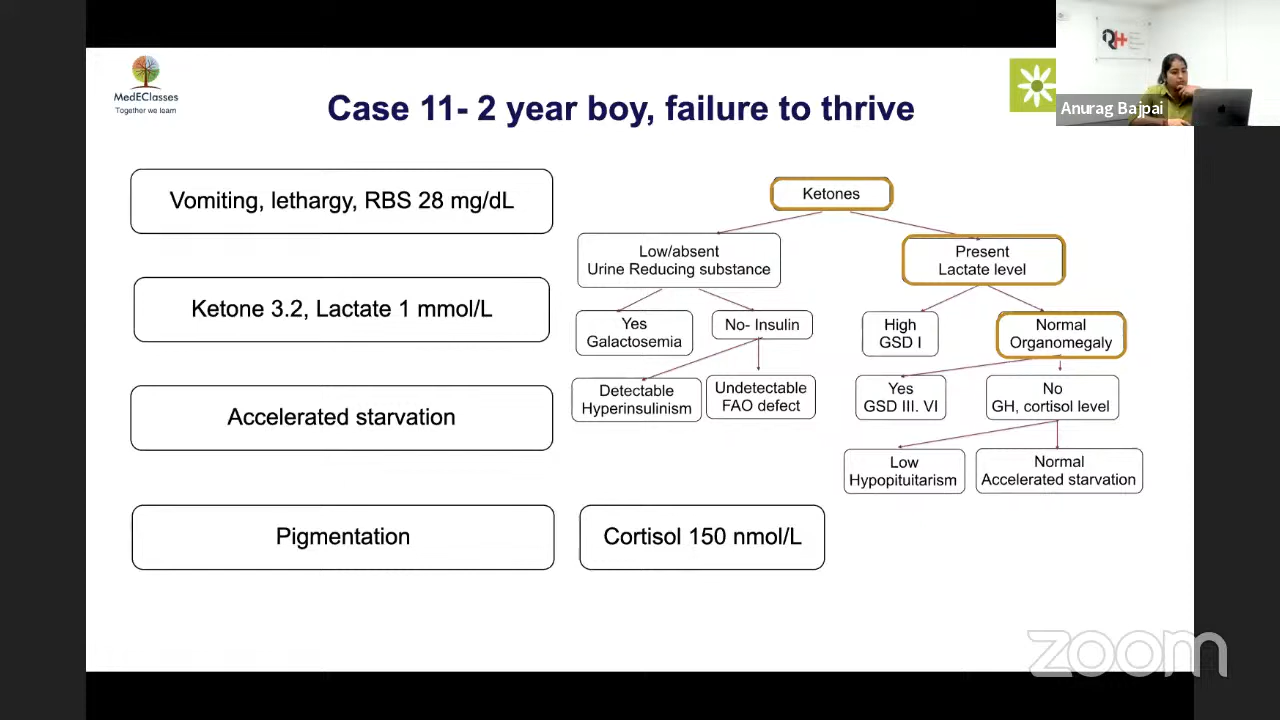 MedEClasses
Together we learn
Case 11- 2 year boy, failure to thrive
Anurag Bajpai
Vomiting, lethargy, RBS 28 mg/dL
Ketone 3.2, Lactate 1 mmol/L
Accelerated starvation
Pigmentation
Cortisol 150 nmol/L
Ketones
Low/absent
Urine Reducing substance
Present
Lactate level
Yes
Galactosemia
No- Insulin
High
GSD I
Normal
Organomegaly
Detectable
Hyperinsulinism
Undetectable
FAO defect
Yes
GSD III. VI
No
GH, cortisol level
Low
Hypopituitarism
Normal
Accelerated starvation
zoom